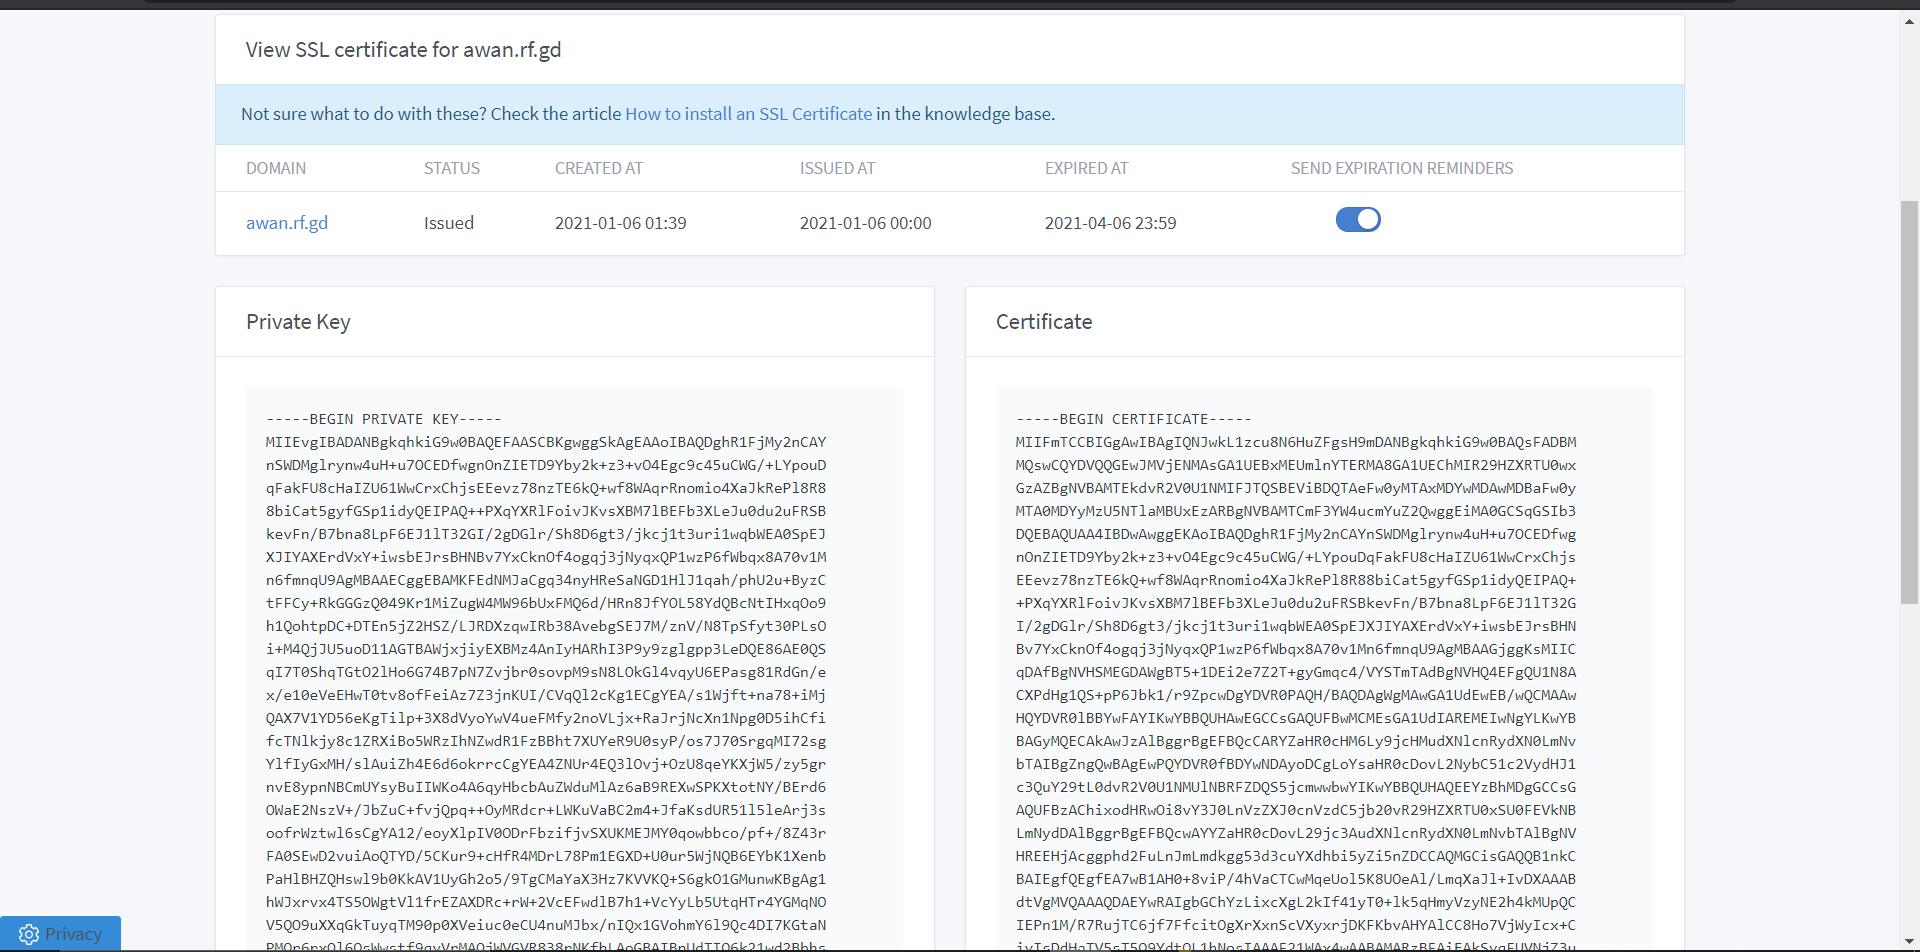 View SSL certificate for awan.rf.gd
Not sure what to do with these? Check the article How to install an SSL Certificate in the knowledge base.
DOMAIN STATUS CREATED AT ISSUED AT EXPIRED AT SEND EXPIRATION REMINDERS
awan.rf.gd Issued 2021-01-06 01:39 2021-01-06 00:00 2021-04-06 23:59
Private Key
-----BEGIN PRIVATE KEY-----
MIIEvgIBADANBgkqhkiG9w0BAQEFAASCBKgwggSkAgEAAoIBAQDghR1FjMy2nCAY
nSWDMglrynw4uH+u7OCEDfwgnOnZIETD9Yby2k+z3+vO4Egc9c45uCWG/+LYpouD
qFakFU8cHaIZU61WwCrxChjsEEevz78nzTE6kQ+wf8WAqrRnomio4XaJkRePl8R8
8biCat5gyfGSp1idyQEIPAQ++PXqYXRlFoivJKvsXBM7lBEFb3XLeJu0du2uFRSB
kevFn/B7bna8LpF6EJ1lT32GI/2gDGlr/Sh8D6gt3/jkcj1t3uri1wqbWEA0SpEJ
XJIYAXErdVxY+iwsbEJrsBHNBv7YxCknOf4ogqj3jNyqxQP1wzP6fWbqx8A70v1M
n6fmnqU9AgMBAAECggEBAMKFEdNMJaCgq34nyHReSaNGD1HlJ1qah/phU2u+ByzC
tFFCy+RkGGGzQ049Kr1MiZugW4MW96bUxFMQ6d/HRn8JfYOL58YdQBcNtIHxqOo9
h1QohtpDC+DTEn5jZ2HSZ/LJRDXzqwIRb38AvebgSEJ7M/znV/N8TpSfyt30PLsO
i+M4QjJU5uoD11AGTBAWjxjiyEXBMz4AnIyHARhI3P9y9zglgpp3LeDQE86AE0QS
qI7T0ShqTGtO2lHo6G74B7pN7Zvjbr0sovpM9sN8LOkGl4vqyU6EPasg81RdGn/e
x/e10eVeEHwT0tv8ofFeiAz7Z3jnKUI/CVqQl2cKg1ECgYEA/s1Wjft+na78+iMj
QAX7V1YD56eKgTilp+3X8dVyoYwV4ueFMfy2noVLjx+RaJrjNcXn1Npg0D5ihCfi
fcTNlkjy8c1ZRXiBo5WRzIhNZwdR1FzBBht7XUYeR9U0syP/os7J70SrgqMI72sg
YlfIyGxMH/slAuiZh4E6d6okrrcCgYEA4ZNUr4EQ3lOvj+OzU8qeYKXjW5/zy5gr
nvE8ypnNBCmUYsyBuIIWKo4A6qyHbcbAuZWduMlAz6aB9REXwSPKXtotNY/BErd6
OWaE2NszV+/JbZuC+fvjQpq++OyMRdcr+LWKuVaBC2m4+JfaKsdUR51l5leArj3s
oofrWztwl6sCgYA12/eoyXlpIV0ODrFbzifjvSXUKMEJMY0qowbbco/pf+/8Z43r
FA0SEwD2vuiAoQTYD/5CKur9+cHfR4MDrL78Pm1EGXD+U0ur5WjNQB6EYbK1Xenb
PaHlBHZQHswl9b0KkAV1UyGh2o5/9TgCMaYaX3Hz7KVVKQ+S6gkO1GMunwKBgAg1
hWJxrvx4TS5OWgtVl1frEZAXDRc+rW+2VcEFwdlB7h1+VcYyLb5UtqHTr4YGMqNO
V5QO9uXXqGkTuyqTM90p0XVeiuc0eCU4nuMJbx/nIQx1GVohmY6l9Qc4DI7KGtaN
Certificate
-----BEGIN CERTIFICATE-----
MIIFmTCCBIGgAwIBAgIQNJwkL1zcu8N6HuZFgsH9mDANBgkqhkiG9w0BAQsFADBM
MQswCQYDVQQGEwJMVjENMAsGA1UEBxMEUmlnYTERMA8GA1UEChMIR29HZXRTU0wx
GzAZBgNVBAMTEkdvR2V0U1NMIFJTQSBEViBDQTAeFw0yMTAxMDYwMDAwMDBaFw0y
MTA0MDYyMzU5NTlaMBUxEzARBgNVBAMTCmF3YW4ucmYuZ2QwggEiMA0GCSqGSIb3
DQEBAQUAA4IBDwAwggEKAoIBAQDghR1FjMy2nCAYnSWDMglrynw4uH+u7OCEDfwg
nOnZIETD9Yby2k+z3+vO4Egc9c45uCWG/+LYpouDqFakFU8cHaIZU61WwCrxChjs
EEevz78nzTE6kQ+wf8WAqrRnomio4XaJkRePl8R88biCat5gyfGSp1idyQEIPAQ+
+PXqYXRlFoivJKvsXBM7lBEFb3XLeJu0du2uFRSBkevFn/B7bna8LpF6EJ1lT32G
I/2gDGlr/Sh8D6gt3/jkcj1t3uri1wqbWEA0SpEJXJIYAXErdVxY+iwsbEJrsBHN
Bv7YxCknOf4ogqj3jNyqxQP1wzP6fWbqx8A70v1Mn6fmnqU9AgMBAAGjggKsMIIC
qDAfBgNVHSMEGDAWgBT5+1DEi2e7Z2T+gyGmqc4/VYSTmTAdBgNVHQ4EFgQU1N8A
CXPdHg1QS+pP6Jbk1/r9ZpcwDgYDVR0PAQH/BAQDAgWgMAwGA1UdEwEB/wQCMAAw
HQYDVR0lBBYwFAYIKwYBBQUHAwEGCCsGAQUFBwMCMEsGA1UdIAREMEIwNgYLKwYB
BAGyMQECAkAwJzAlBggrBgEFBQcCARYZaHR0cHM6Ly9jcHMudXNlcnRydXN0LmNv
bTAIBgZngQwBAgEwPQYDVR0fBDYwNDAyoDCgLoYsaHR0cDovL2NybC51c2VydHJ1
c3QuY29tL0dvR2V0U1NMUlNBRFZDQS5jcmwwbwYIKwYBBQUHAQEEYzBhMDgGCCsG
AQUFBzAChixodHRwOi8vY3J0LnVzZXJ0cnVzdC5jb20vR29HZXRTU0xSU0FEVkNB
LmNydDAlBggrBgEFBQcwAYYZaHR0cDovL29jc3AudXNlcnRydXN0LmNvbTAlBgNV
HREEHjAcggphd2FuLnJmLmdkgg53d3cuYXdhbi5yZi5nZDCCAQMGCisGAQQB1nkC
BAIEgfQEgfEA7wB1AH0+8viP/4hVaCTCwMqeUol5K8UOeAl/LmqXaJl+IvDXAAAB
dtVgMVQAAAQDAEYwRAIgbGChYzLixcXgL2kIf41yT0+lk5qHmyVzyNE2h4kMUpQC
IEPn1M/R7RujTC6jf7FfcitOgXrXxnScVXyxrjDKFKbvAHYAlCC8Ho7VjWyIcx+C
Privacy